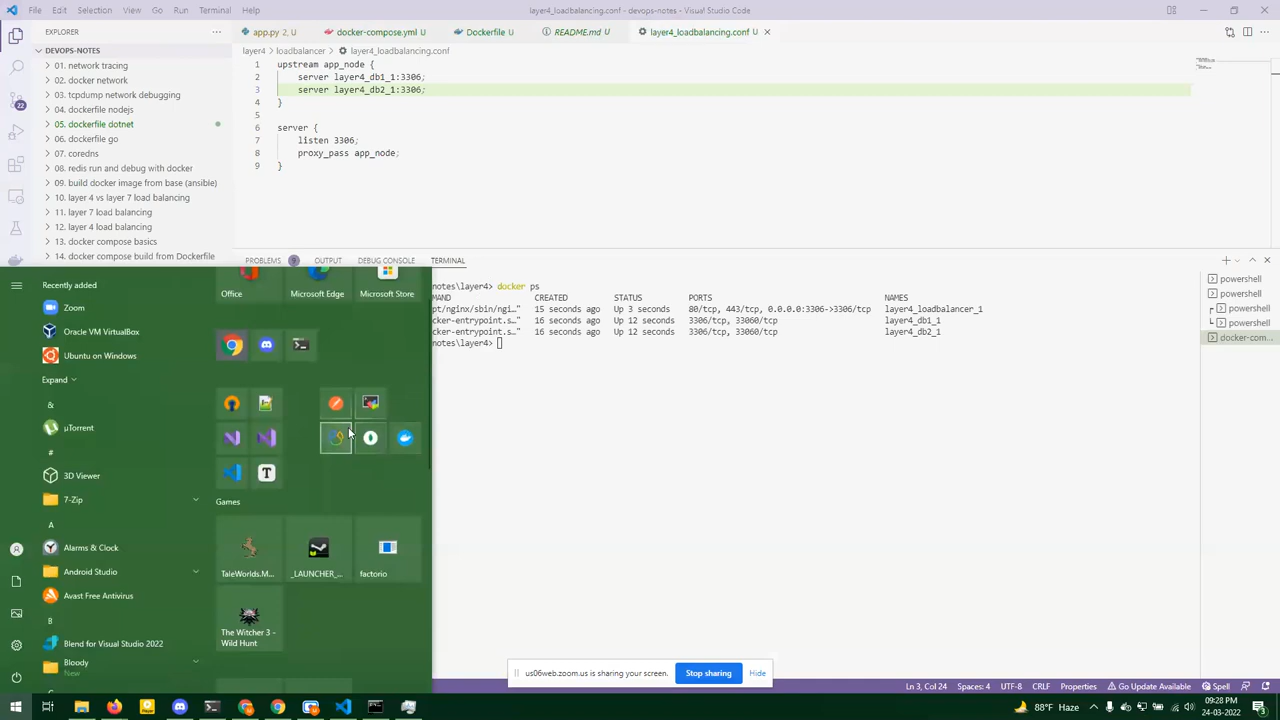 File Edit Selection View Go Run Terminal Help
layer4_loadbalancing.conf - devops-notes - Visual Studio Code
EXPLORER
app.py 2, U
docker-compose.yml U
Dockerfile U
README.md U
layer4_loadbalancing.conf U
DEVOPS-NOTES
layer4 > loadbalancer > layer4_loadbalancing.conf
01. network tracing
02. docker network
03. tcpdump network debugging
04. dockerfile nodejs
05. dockerfile dotnet
06. dockerfile go
07. coredns
08. redis run and debug with docker
09. build docker image from base (ansible)
10. layer 4 vs layer 7 load balancing
11. layer 7 load balancing
12. layer 4 load balancing
13. docker compose basics
14. docker compose build from Dockerfile
22
1 upstream app_node {
2 server layer4_db1_1:3306;
3 server layer4_db2_1:3306;
4 }
5
6 server {
7 listen 3306;
8 proxy_pass app_node;
9 }
PROBLEMS OUTPUT DEBUG CONSOLE TERMINAL
notes\layer4> docker ps
MAND CREATED STATUS PORTS NAMES
pt/nginx/sbin/ngi…" 15 seconds ago Up 3 seconds 80/tcp, 443/tcp, 0.0.0.0:3306->3306/tcp layer4_loadbalancer_1
cker-entrypoint.s…" 16 seconds ago Up 12 seconds 3306/tcp, 33060/tcp layer4_db1_1
cker-entrypoint.s…" 16 seconds ago Up 12 seconds 3306/tcp, 33060/tcp layer4_db2_1
notes\layer4>
powershell
powershell
powershell
powershell
docker-com...
Recently added
Zoom
Oracle VM VirtualBox
Ubuntu on Windows
Expand
&
µTorrent
#
3D Viewer
7-Zip
A
Alarms & Clock
Android Studio
Avast Free Antivirus
B
Blend for Visual Studio 2022
Bloody
New
Office
Microsoft Edge
Microsoft Store
T
Games
TaleWorlds.M...
_LAUNCHER_...
factorio
The Witcher 3 -
Wild Hunt
us06web.zoom.us is sharing your screen.
Stop sharing
Hide
Ln 3, Col 24 Spaces: 4 UTF-8 CRLF Properties Go Update Available Spell
88°F Haze
09:28 PM
24-03-2022
3